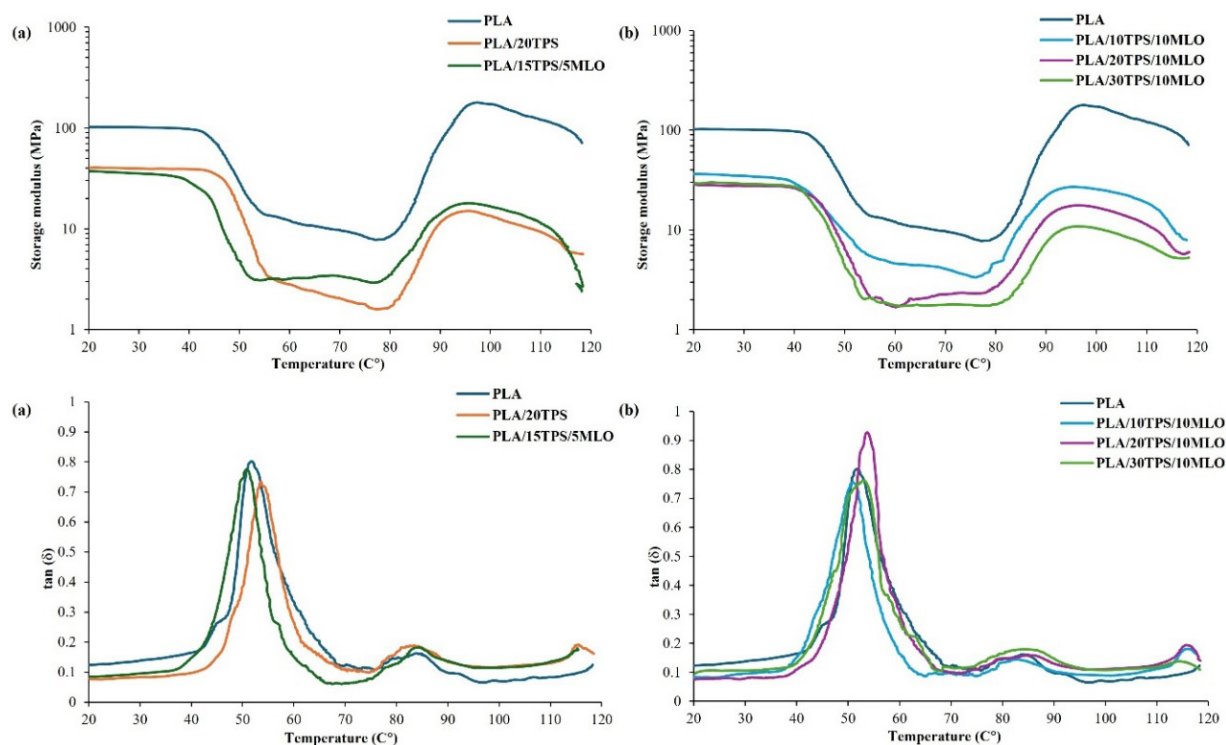 (a)
PLA
PLA/20TPS
PLA/15TPS/5MLO
1000
100
10
1
Storage modulus (MPa)
20 30 40 50 60 70 80 90 100 110 120
Temperature (C°)
(b)
PLA
PLA/10TPS/10MLO
PLA/20TPS/10MLO
PLA/30TPS/10MLO
1000
100
10
1
Storage modulus (MPa)
20 30 40 50 60 70 80 90 100 110 120
Temperature (C°)
(a)
PLA
PLA/20TPS
PLA/15TPS/5MLO
1
0.9
0.8
0.7
0.6
0.5
0.4
0.3
0.2
0.1
0
tan (δ)
20 30 40 50 60 70 80 90 100 110 120
Temperature (C°)
(b)
PLA
PLA/10TPS/10MLO
PLA/20TPS/10MLO
PLA/30TPS/10MLO
1
0.9
0.8
0.7
0.6
0.5
0.4
0.3
0.2
0.1
0
tan (δ)
20 30 40 50 60 70 80 90 100 110 120
Temperature (C°)